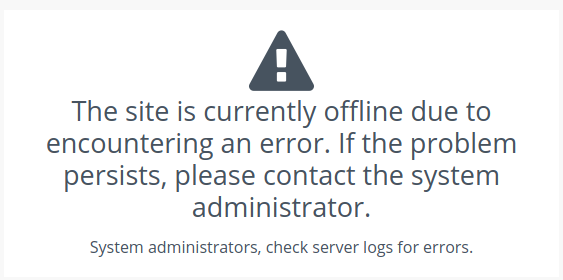 The site is currently offline due to
encountering an error. If the problem
persists, please contact the system
administrator.
System administrators, check server logs for errors.